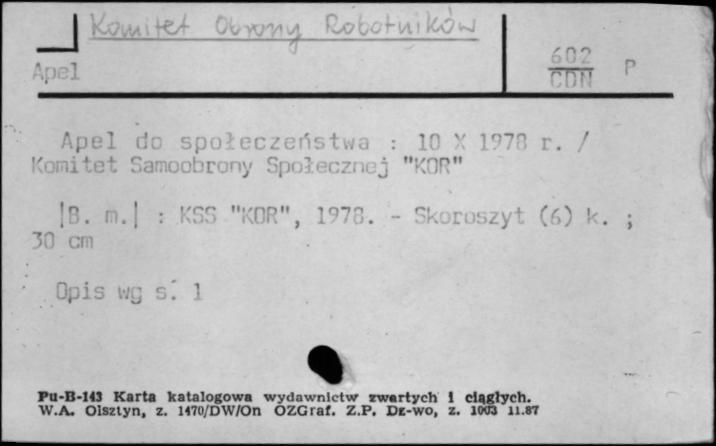 Komitet Obrony Robotników
Apel
602
CDN
P
Apel do społeczeństwa : 10 X 1978 r. /
Komitet Samoobrony Społecznej "KOR"
|B. m.| : KSS "KOR", 1978. - Skoroszyt (6) k. ;
30 cm
Opis wg s. 1
Pu-B-143 Karta katalogowa wydawnictw zwartych i ciągłych.
W.A. Olsztyn, z. 1470/DW/On OZGraf. Z.P. Dz-wo, z. 1003 11.87